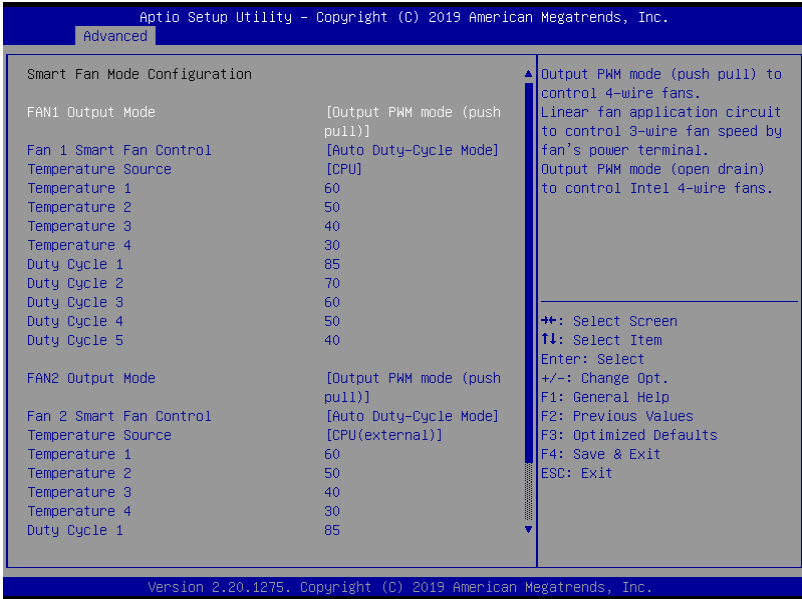 Aptio Setup Utility – Copyright (C) 2019 American Megatrends, Inc.
Advanced
Smart Fan Mode Configuration
FAN1 Output Mode [Output PWM mode (push
pull)]
Fan 1 Smart Fan Control [Auto Duty-Cycle Mode]
Temperature Source [CPU]
Temperature 1 60
Temperature 2 50
Temperature 3 40
Temperature 4 30
Duty Cycle 1 85
Duty Cycle 2 70
Duty Cycle 3 60
Duty Cycle 4 50
Duty Cycle 5 40
FAN2 Output Mode [Output PWM mode (push
pull)]
Fan 2 Smart Fan Control [Auto Duty-Cycle Mode]
Temperature Source [CPU(external)]
Temperature 1 60
Temperature 2 50
Temperature 3 40
Temperature 4 30
Duty Cycle 1 85
Output PWM mode (push pull) to
control 4-wire fans.
Linear fan application circuit
to control 3-wire fan speed by
fan's power terminal.
Output PWM mode (open drain)
to control Intel 4-wire fans.
→←: Select Screen
↑↓: Select Item
Enter: Select
+/-: Change Opt.
F1: General Help
F2: Previous Values
F3: Optimized Defaults
F4: Save & Exit
ESC: Exit
Version 2.20.1275. Copyright (C) 2019 American Megatrends, Inc.